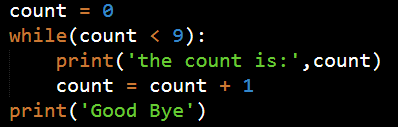 count = 0
while(count < 9):
    print('the count is:',count)
    count = count + 1
print('Good Bye')